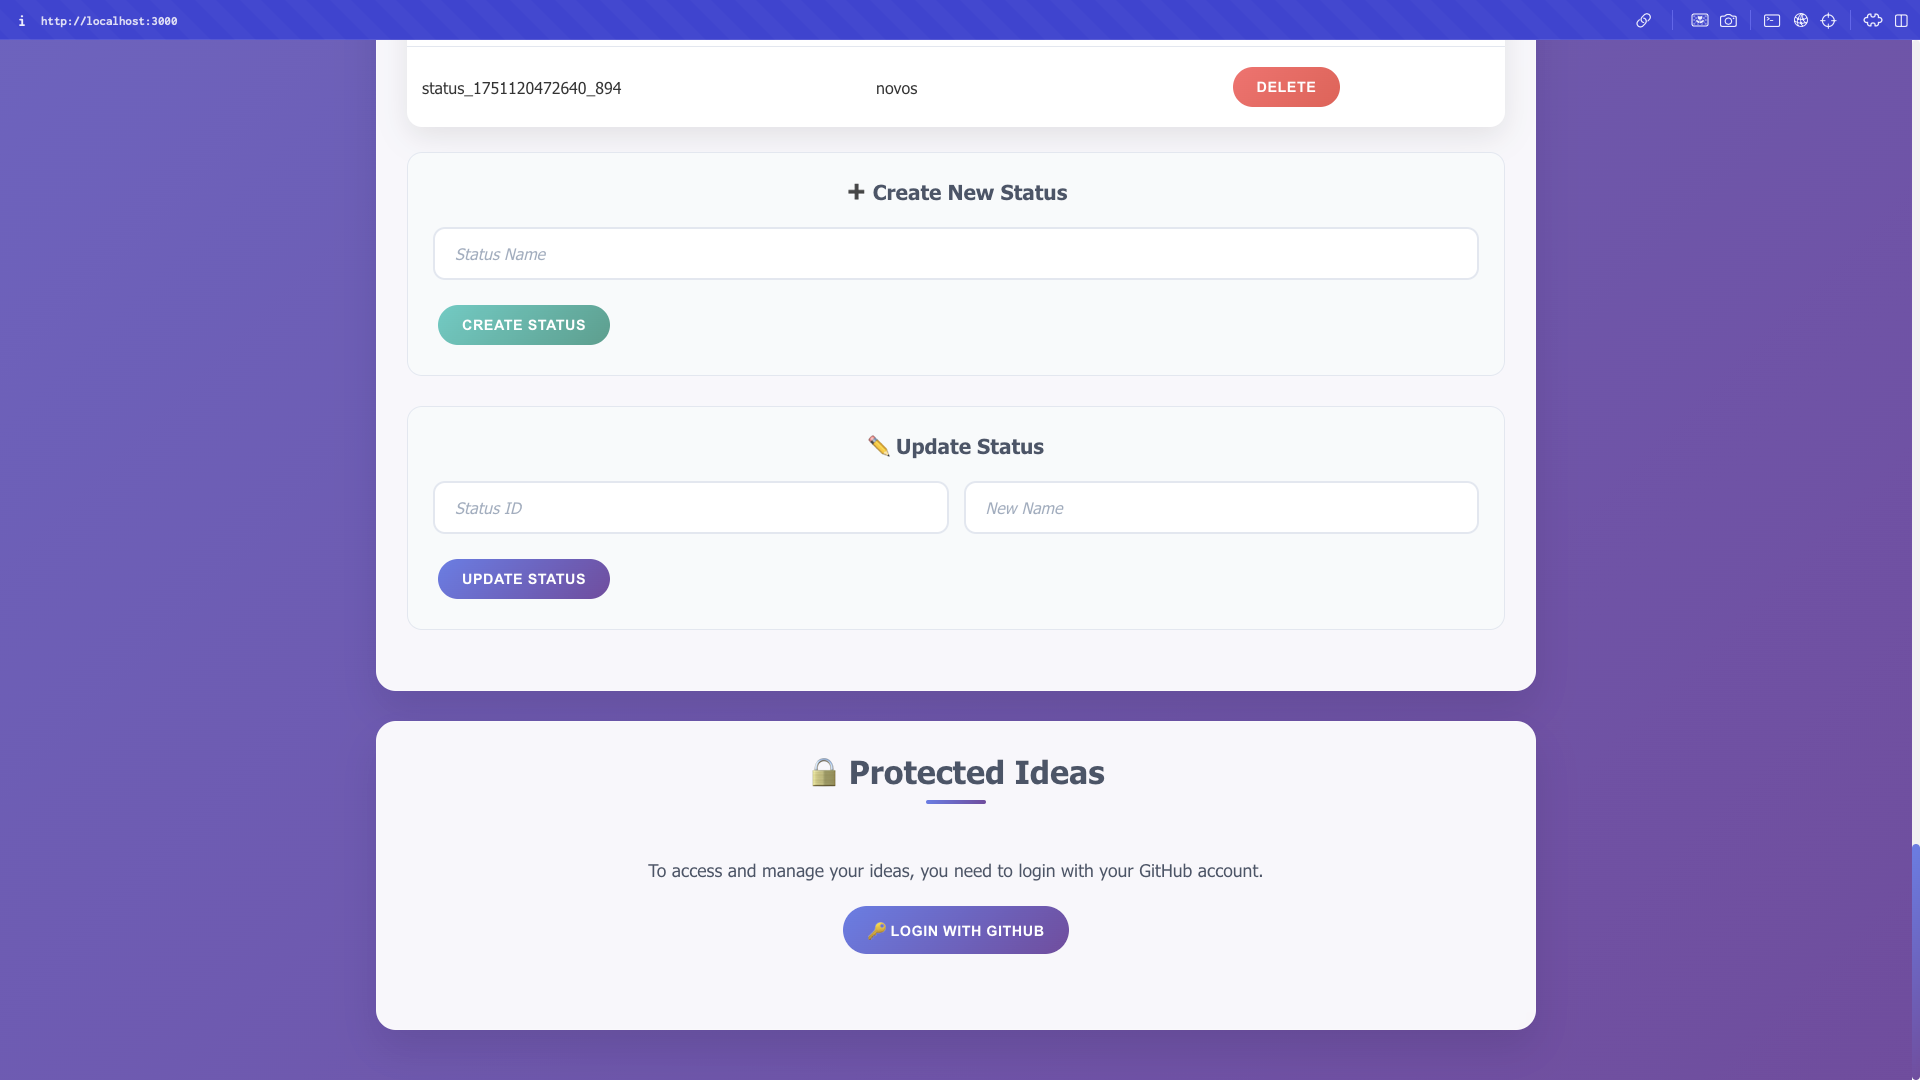 i http://localhost:3000
status_1751120472640_894 novos DELETE
➕ Create New Status
Status Name
CREATE STATUS
✏️ Update Status
Status ID New Name
UPDATE STATUS
🔒 Protected Ideas
To access and manage your ideas, you need to login with your GitHub account.
🔑 LOGIN WITH GITHUB